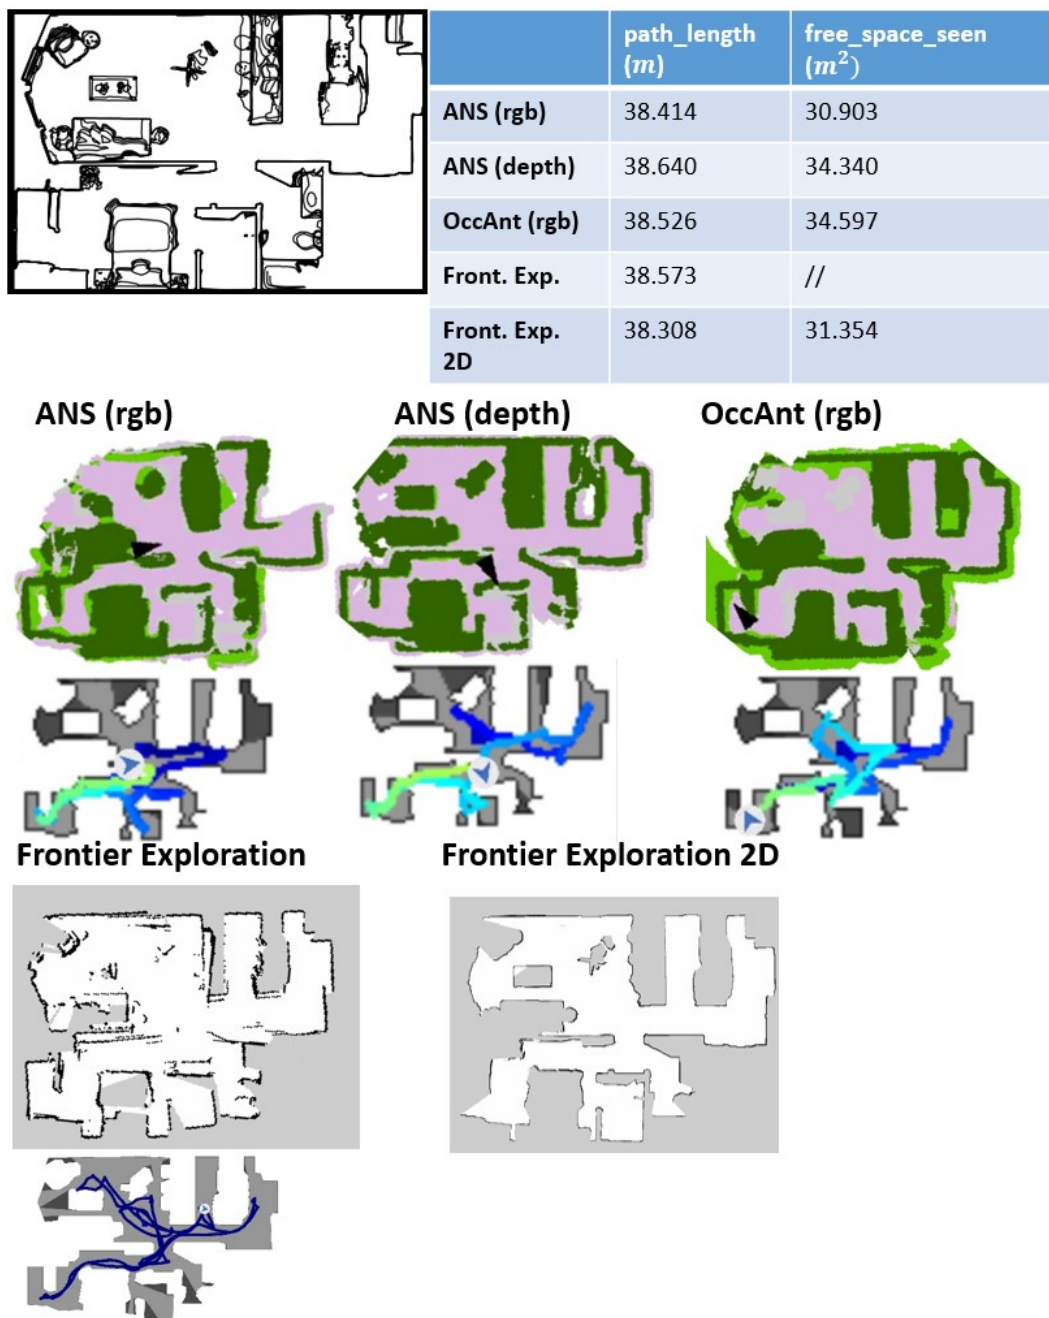 path_length free_space_seen
(m) (m²)
ANS (rgb) 38.414 30.903
ANS (depth) 38.640 34.340
OccAnt (rgb) 38.526 34.597
Front. Exp. 38.573 //
Front. Exp. 38.308 31.354
2D
ANS (rgb) ANS (depth) OccAnt (rgb)
Frontier Exploration Frontier Exploration 2D